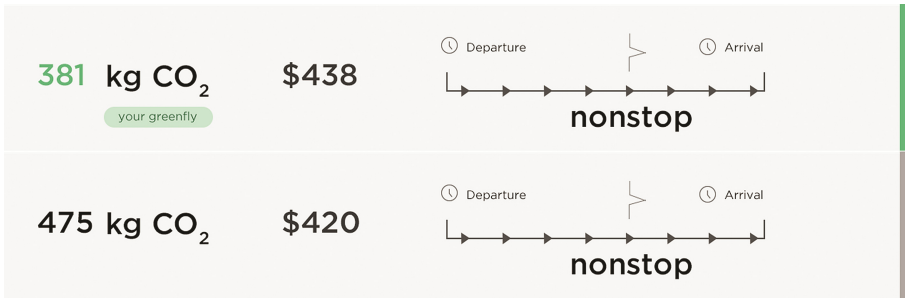 Departure Arrival
381 kg CO2 $438
your greenfly
nonstop
Departure Arrival
475 kg CO2 $420
nonstop